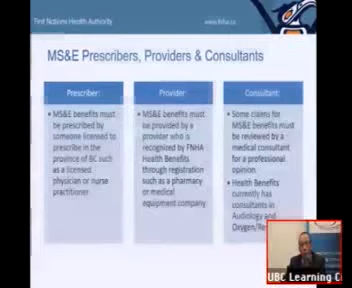 First Nations Health Authority
www.fnha.ca
MS&E Prescribers, Providers & Consultants
Prescriber:
• MS&E benefits must
be prescribed by
someone licensed to
prescribe in the
province of BC such
as a licensed
physician or nurse
practitioner.
Provider
• MS&E benefits must
be provided by a
provider who is
recognized by FNHA
Health Benefits
through registration
such as a pharmacy
or medical
equipment company
Consultant:
• Some claims for
MS&E benefits must
be reviewed by a
medical consultant
for a professional
opinion.
• Health Benefits
currently has
consultants in
Audiology and
UBC Learning